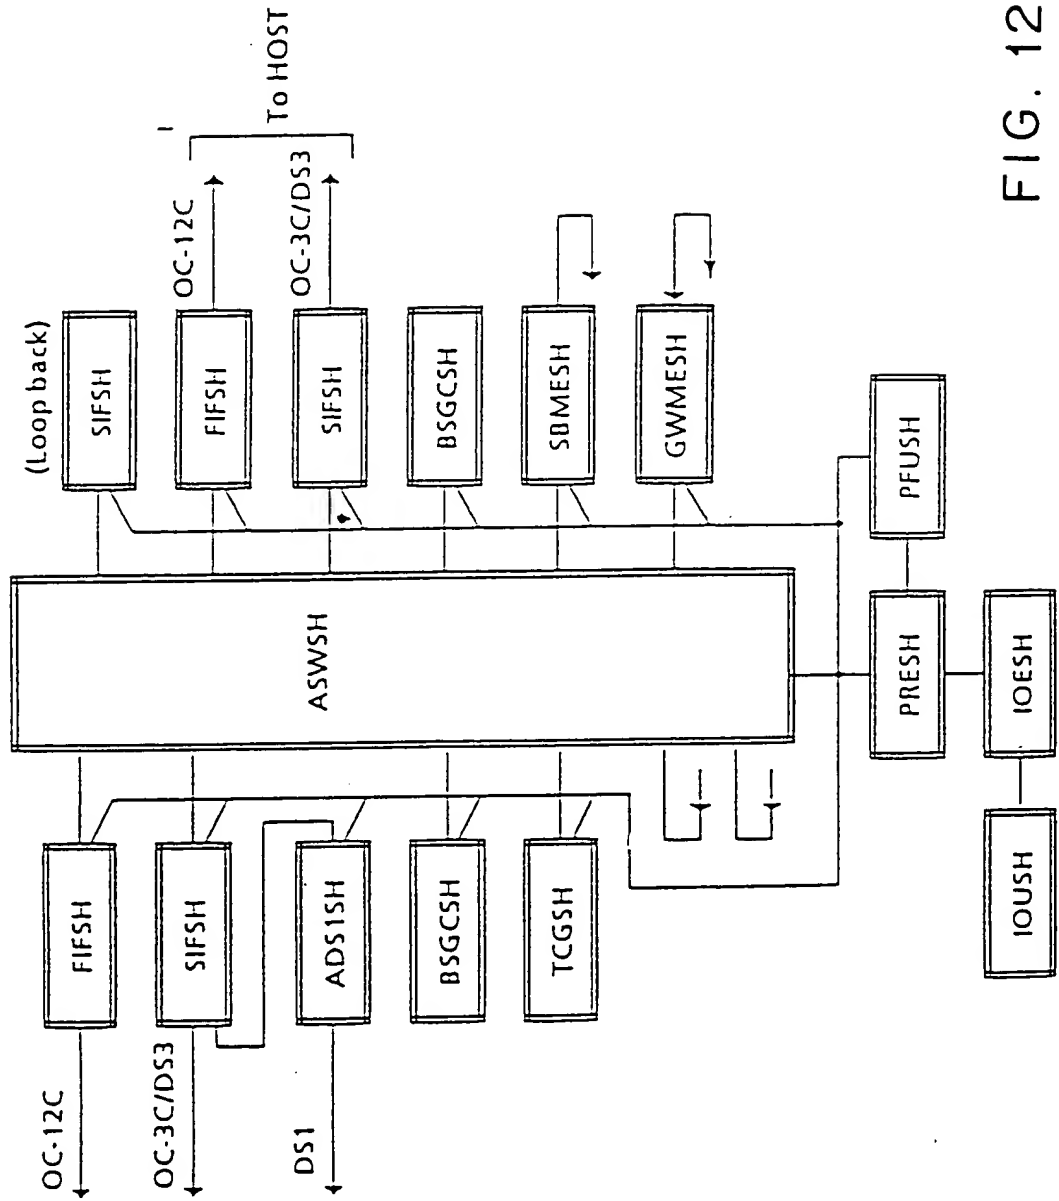 (Loop back)
SIFSH
OC-12C
FIFSH
OC-12C
FIFSH
To HOST
OC-3C/DS3
SIFSH
OC-3C/DS3
SIFSH
DS1
ADS1SH
BSGCSH
BSGCSH
TCGSH
SBMESH
GWMESH
ASWSH
PRESH
PFUSH
IOUSH
IOESH
FIG. 12